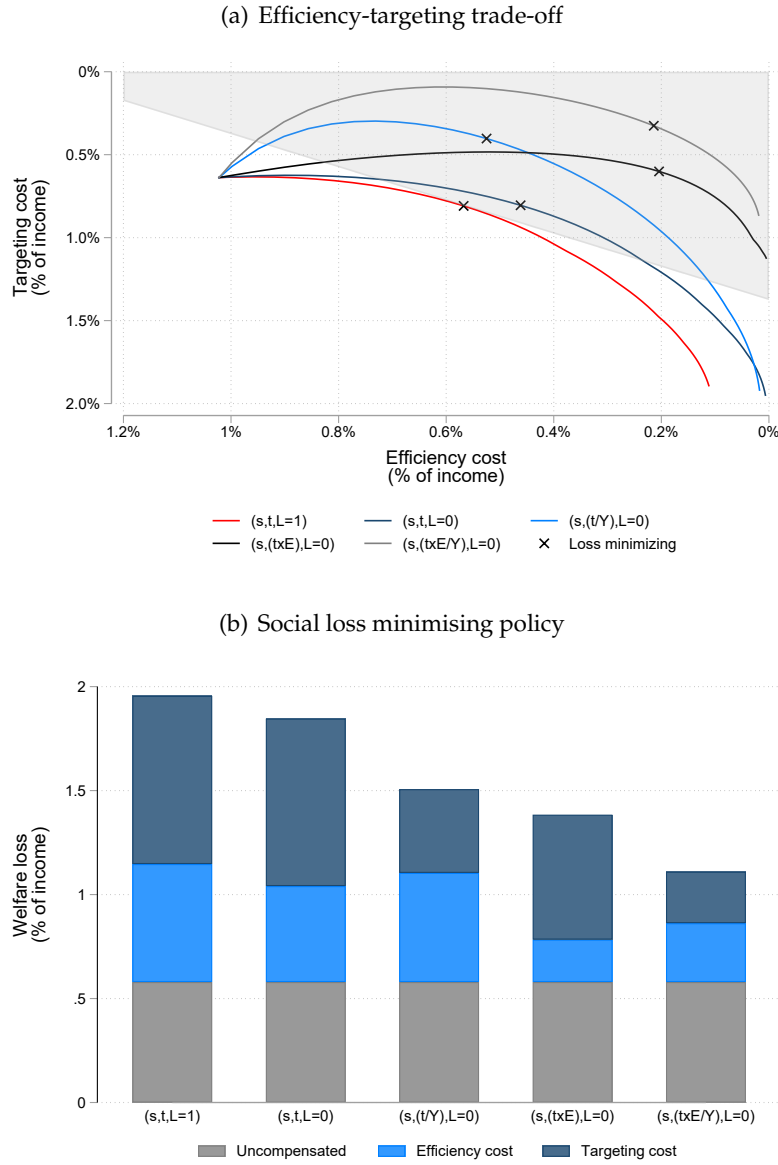 (a) Efficiency-targeting trade-off
0%
0.5%
1.0%
1.5%
2.0%
Targeting cost
(% of income)
1.2%
1%
0.8%
0.6%
0.4%
0.2%
0%
Efficiency cost
(% of income)
(s,t,L=1)
(s,t,L=0)
(s,(t/Y),L=0)
(s,(txE),L=0)
(s,(txE/Y),L=0)
Loss minimizing
(b) Social loss minimising policy
2
1.5
1
.5
0
Welfare loss
(% of income)
(s,t,L=1)
(s,t,L=0)
(s,(t/Y),L=0)
(s,(txE),L=0)
(s,(txE/Y),L=0)
Uncompensated
Efficiency cost
Targeting cost